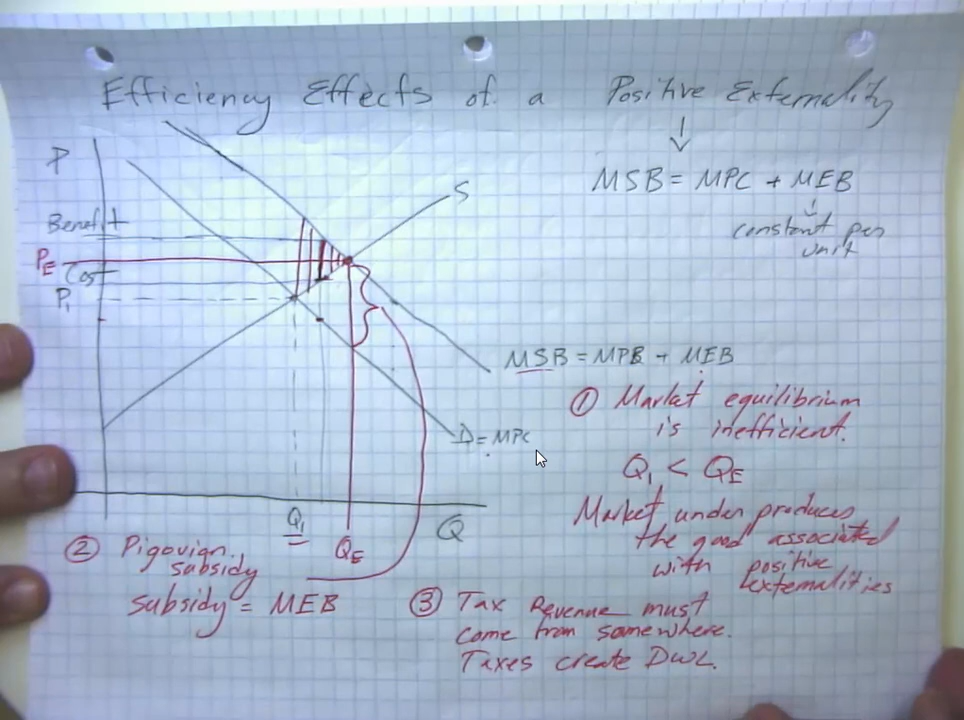 Efficiency Effects of a Positive Externality
MSB = MPC + MEB
constant per
unit
P
Benefit
PE
Cost
P1
S
MSB = MPB + MEB
D = MPC
Q1
QE
Q
① Market equilibrium
is inefficient.
Q1 < QE
Market under produces
the good associated
with positive
externalities
② Pigovian
subsidy
subsidy = MEB
③ Tax Revenue must
come from somewhere.
Taxes create DWL.